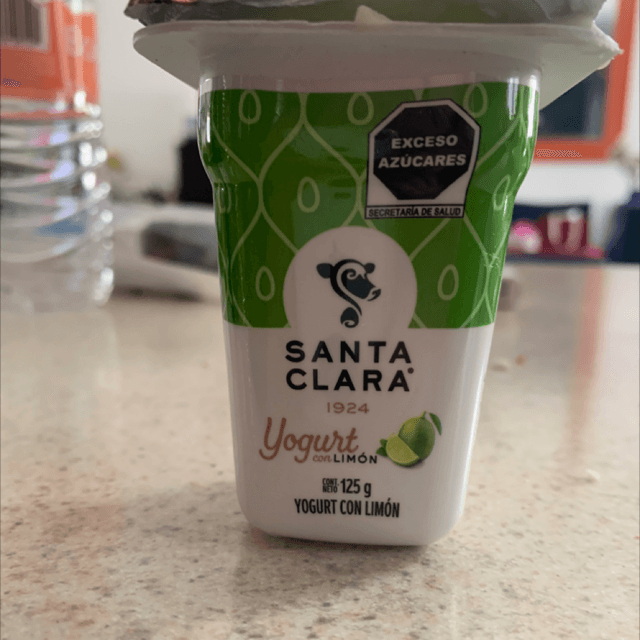 EXCESO
AZÚCARES
SECRETARÍA DE SALUD
SANTA
CLARA®
1924
Yogurt
con LIMÓN
CONT.
NETO 125 g
YOGURT CON LIMÓN